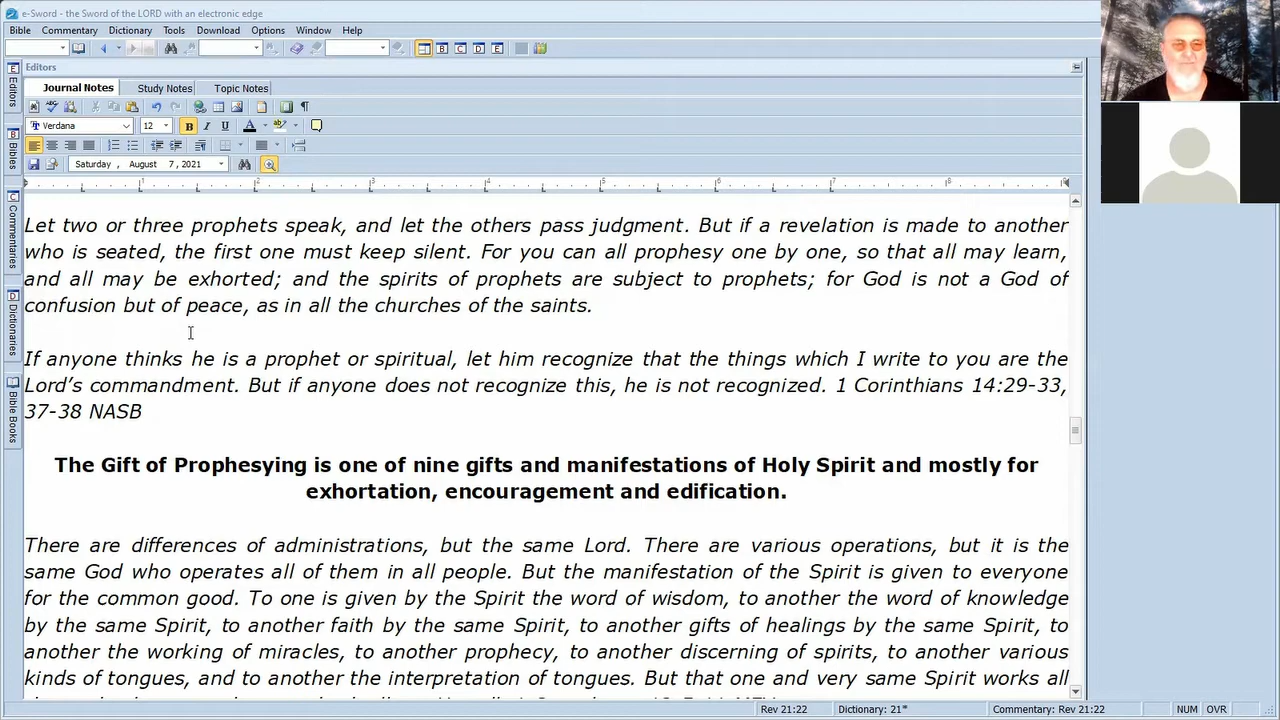 e-Sword - the Sword of the LORD with an electronic edge
Bible Commentary Dictionary Tools Download Options Window Help
B C D E
Editors
Journal Notes Study Notes Topic Notes
Verdana 12 B I U A
Saturday , August 7 , 2021
1 2 3 4 5 6 7 8
E Editors
B Bibles
C Commentaries
D Dictionaries
Bible Books
Let two or three prophets speak, and let the others pass judgment. But if a revelation is made to another
who is seated, the first one must keep silent. For you can all prophesy one by one, so that all may learn,
and all may be exhorted; and the spirits of prophets are subject to prophets; for God is not a God of
confusion but of peace, as in all the churches of the saints.
If anyone thinks he is a prophet or spiritual, let him recognize that the things which I write to you are the
Lord’s commandment. But if anyone does not recognize this, he is not recognized. 1 Corinthians 14:29-33,
37-38 NASB
The Gift of Prophesying is one of nine gifts and manifestations of Holy Spirit and mostly for
exhortation, encouragement and edification.
There are differences of administrations, but the same Lord. There are various operations, but it is the
same God who operates all of them in all people. But the manifestation of the Spirit is given to everyone
for the common good. To one is given by the Spirit the word of wisdom, to another the word of knowledge
by the same Spirit, to another faith by the same Spirit, to another gifts of healings by the same Spirit, to
another the working of miracles, to another prophecy, to another discerning of spirits, to another various
kinds of tongues, and to another the interpretation of tongues. But that one and very same Spirit works all
Rev 21:22 Dictionary: 21* Commentary: Rev 21:22 NUM OVR